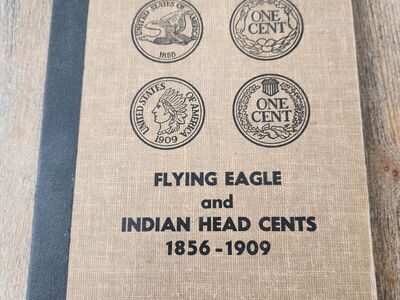 UNITED STATES OF AMERICA
1858
ONE
CENT
UNITED STATES OF AMERICA
1909
ONE
CENT
FLYING EAGLE
and
INDIAN HEAD CENTS
1856-1909